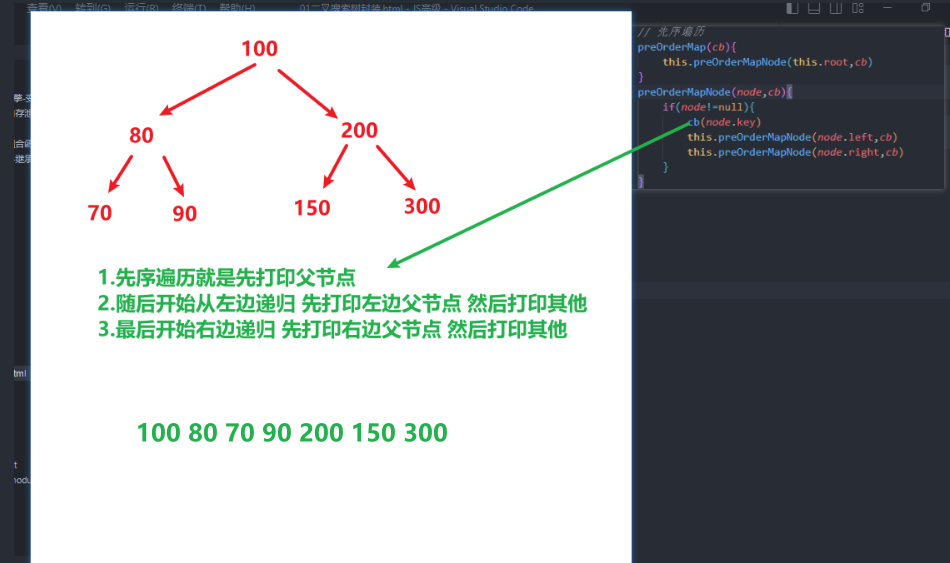 查看(V) 转到(G) 运行(R) 终端(T) 帮助(H) 01二叉搜索树封装.html - JS高级 - Visual Studio Code
100
80
200
70
90
150
300
1.先序遍历就是先打印父节点
2.随后开始从左边递归 先打印左边父节点 然后打印其他
3.最后开始右边递归 先打印右边父节点 然后打印其他
100 80 70 90 200 150 300
// 先序遍历
preOrderMap(cb){
this.preOrderMapNode(this.root,cb)
}
preOrderMapNode(node,cb){
if(node!=null){
cb(node.key)
this.preOrderMapNode(node.left,cb)
this.preOrderMapNode(node.right,cb)
}
}